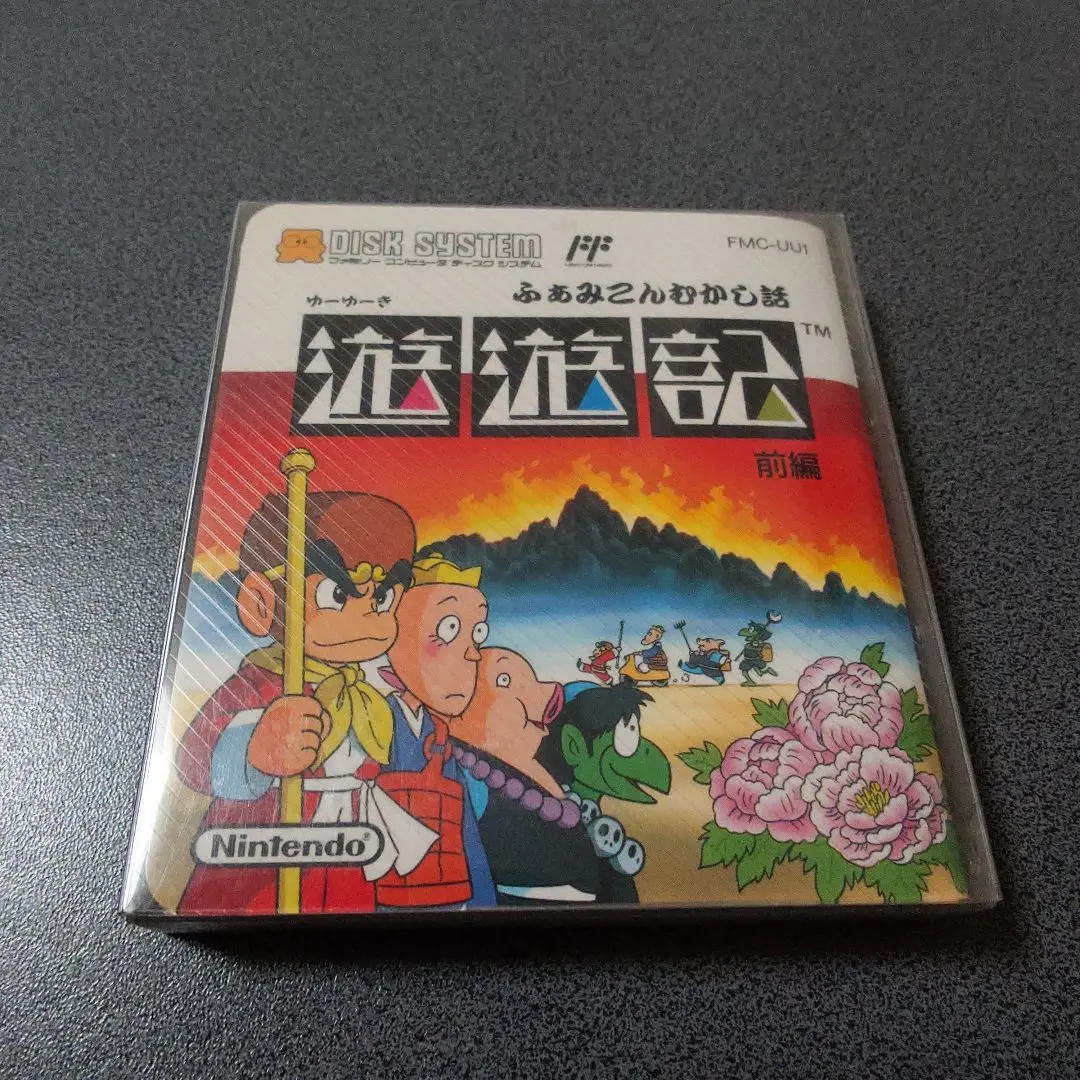 DISK SYSTEM
ファミリー コンピュータ ディスク システム
FMC-UU1
ふぁみこんむかし話
ゆーゆーき
遊遊記™
前編
Nintendo®